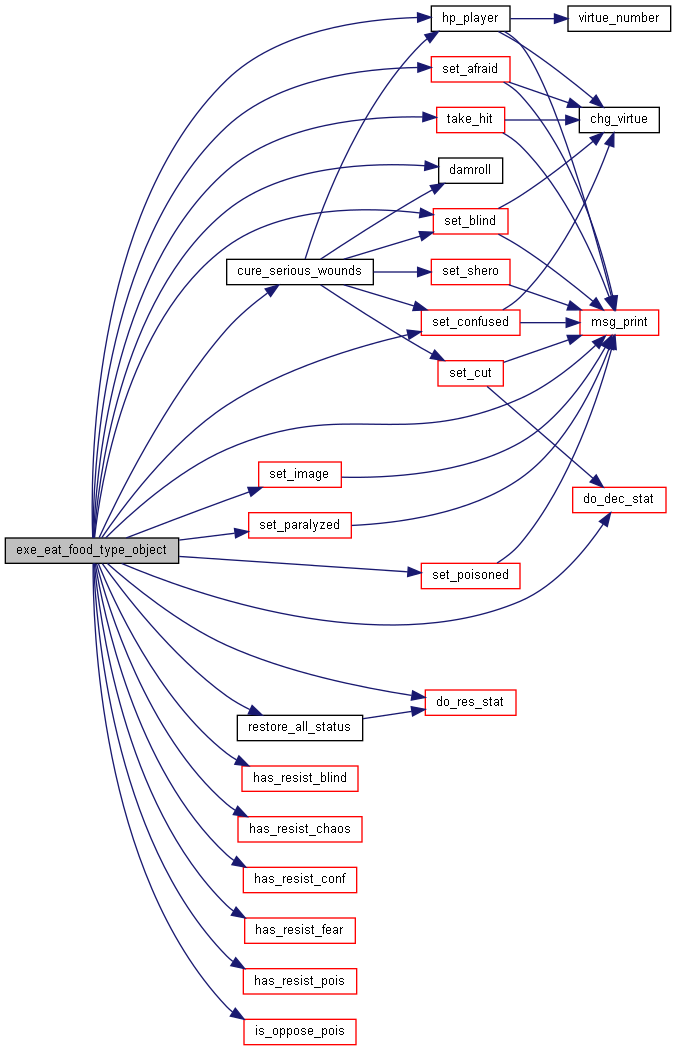 hp_player
virtue_number
set_afraid
take_hit
chg_virtue
damroll
set_blind
cure_serious_wounds
set_shero
set_confused
msg_print
set_cut
set_image
do_dec_stat
set_paralyzed
exe_eat_food_type_object
set_poisoned
do_res_stat
restore_all_status
has_resist_blind
has_resist_chaos
has_resist_conf
has_resist_fear
has_resist_pois
is_oppose_pois